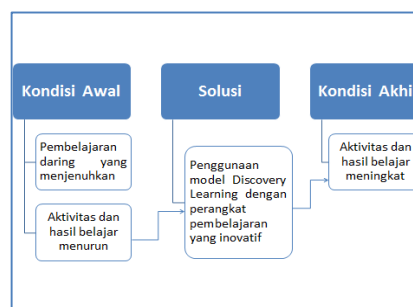 Kondisi Awal
Pembelajaran
daring yang
menjenuhkan
Aktivitas dan
hasil belajar
menurun
Solusi
Penggunaan
model Discovery
Learning dengan
perangkat
pembelajaran
yang inovatif
Kondisi Akhi
Aktivitas dan
hasil belajar
meningkat